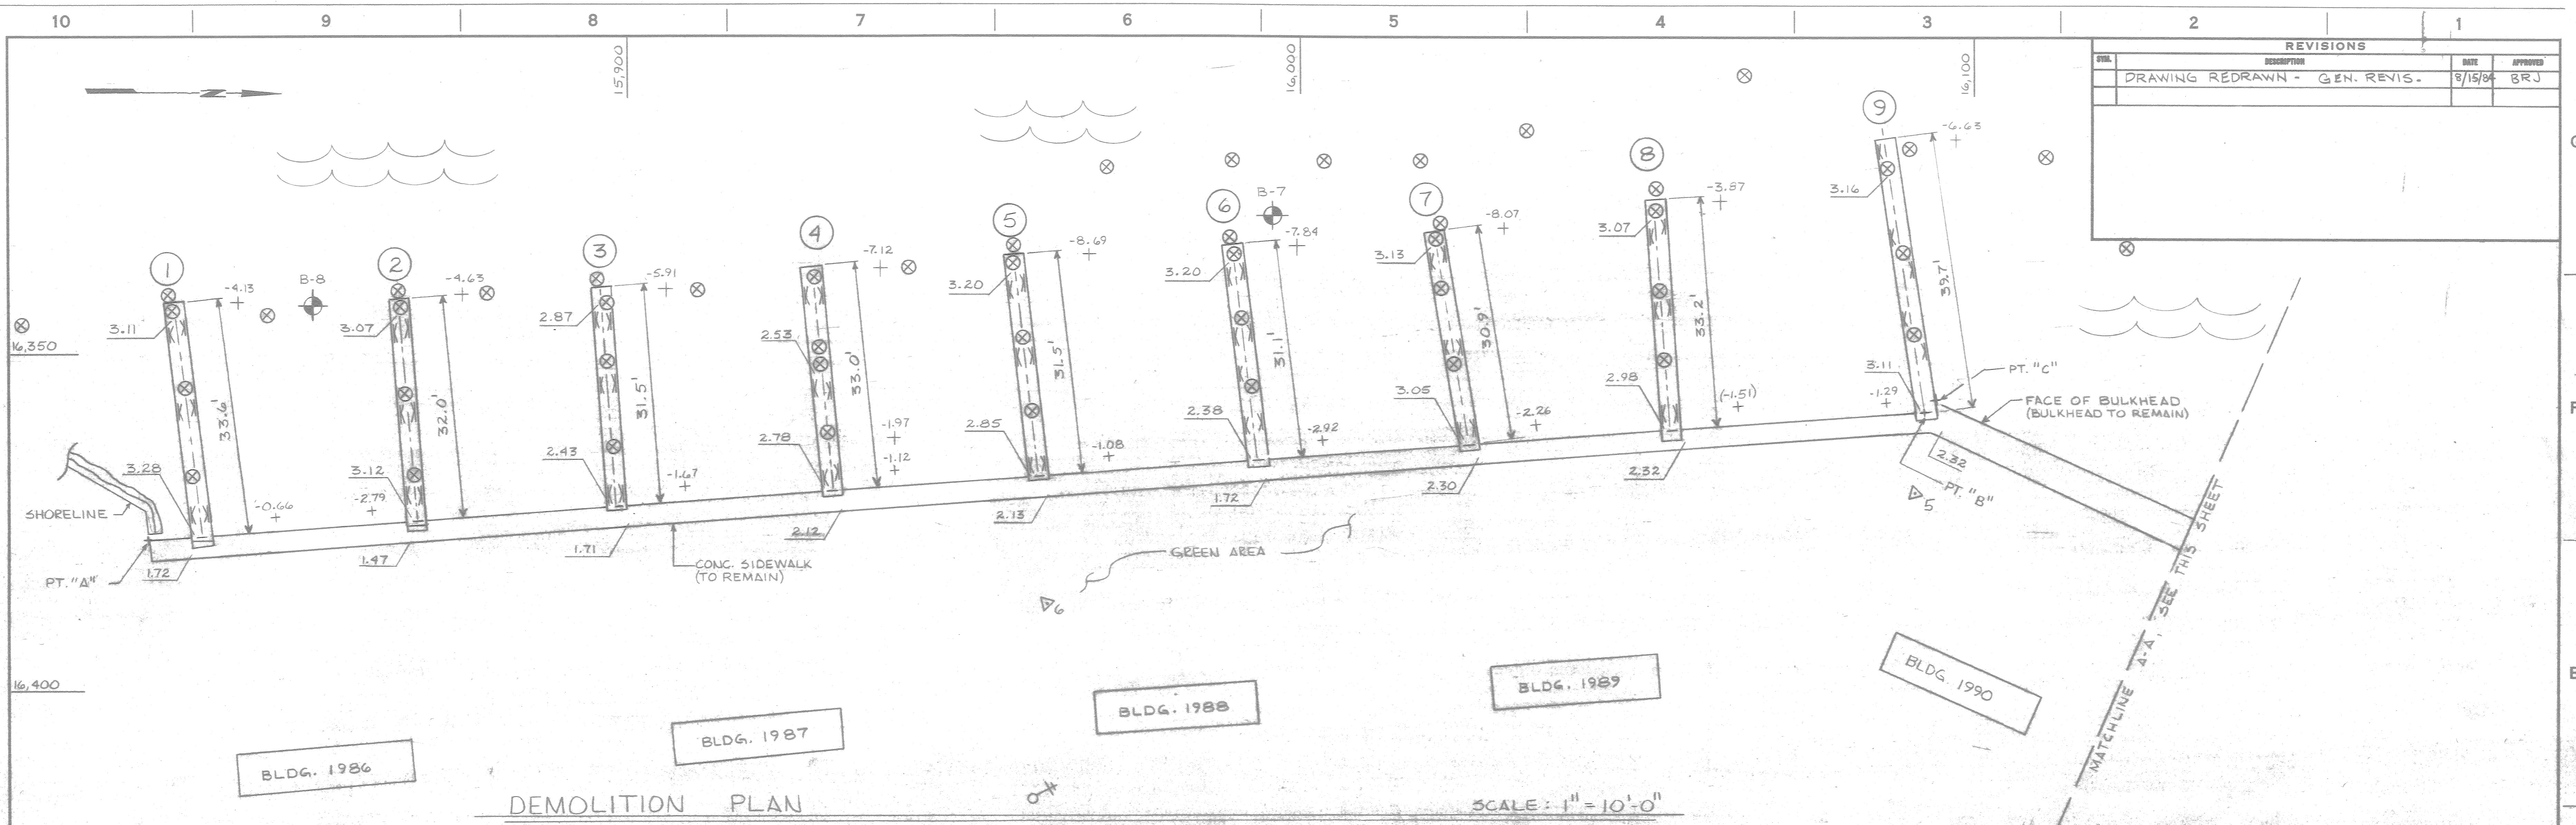 10 9 8 7 6 5 4 3 2 1
REVISIONS
SYM. DESCRIPTION DATE APPROVED
DRAWING REDRAWN - GEN. REVIS. 8/15/84 BRJ
15,900
16,000
16,100
N
1
2
3
4
5
6
7
8
9
-4.13
B-8
-4.63
-5.91
-7.12
-8.69
B-7
-7.84
-8.07
-3.87
-6.63
3.11
3.07
2.87
2.53
3.20
3.20
3.13
3.07
3.16
16,350
33.6'
32.0'
31.5'
33.0'
31.5'
31.1'
30.9'
33.2'
39.7'
3.28
3.12
2.43
2.78
2.85
2.38
3.05
2.98
3.11
-0.66
-2.79
-1.67
-1.97
-1.12
-1.08
-2.92
-2.26
(-1.51)
-1.29
PT. "C"
FACE OF BULKHEAD
(BULKHEAD TO REMAIN)
SHORELINE
PT. "A"
1.72
1.47
1.71
2.12
2.13
1.72
2.30
2.32
2.32
PT. "B"
5
CONC. SIDEWALK
(TO REMAIN)
GREEN AREA
6
MATCHLINE A-A, SEE THIS SHEET
16,400
BLDG. 1986
BLDG. 1987
BLDG. 1988
BLDG. 1989
BLDG. 1990
DEMOLITION PLAN
SCALE: 1" = 10'-0"